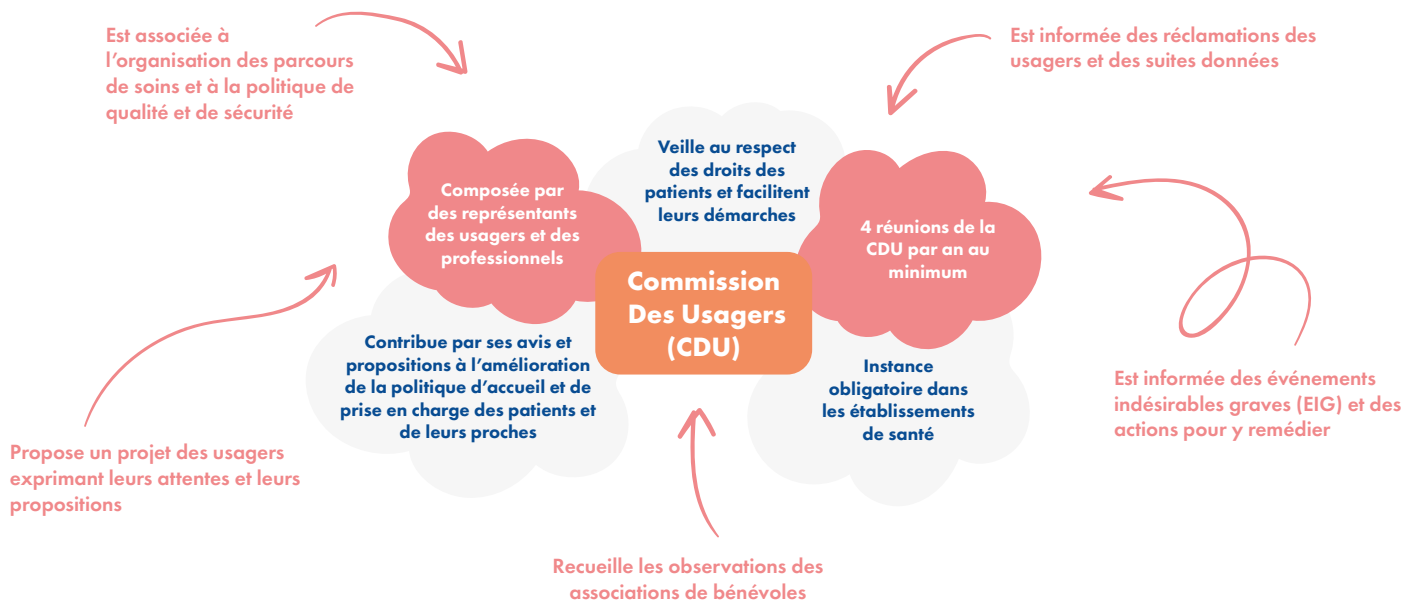 Est associée à
l'organisation des parcours
de soins et à la politique de
qualité et de sécurité
Est informée des réclamations des
usagers et des suites données
Veille au respect
des droits des
patients et facilitent
leurs démarches
Composée par
des représentants
des usagers et des
professionnels
4 réunions de la
CDU par an au
minimum
Commission
Des Usagers
(CDU)
Contribue par ses avis et
propositions à l'amélioration
de la politique d'accueil et de
prise en charge des patients et
de leurs proches
Instance
obligatoire dans
les établissements
de santé
Est informée des événements
indésirables graves (EIG) et des
actions pour y remédier
Propose un projet des usagers
exprimant leurs attentes et leurs
propositions
Recueille les observations des
associations de bénévoles